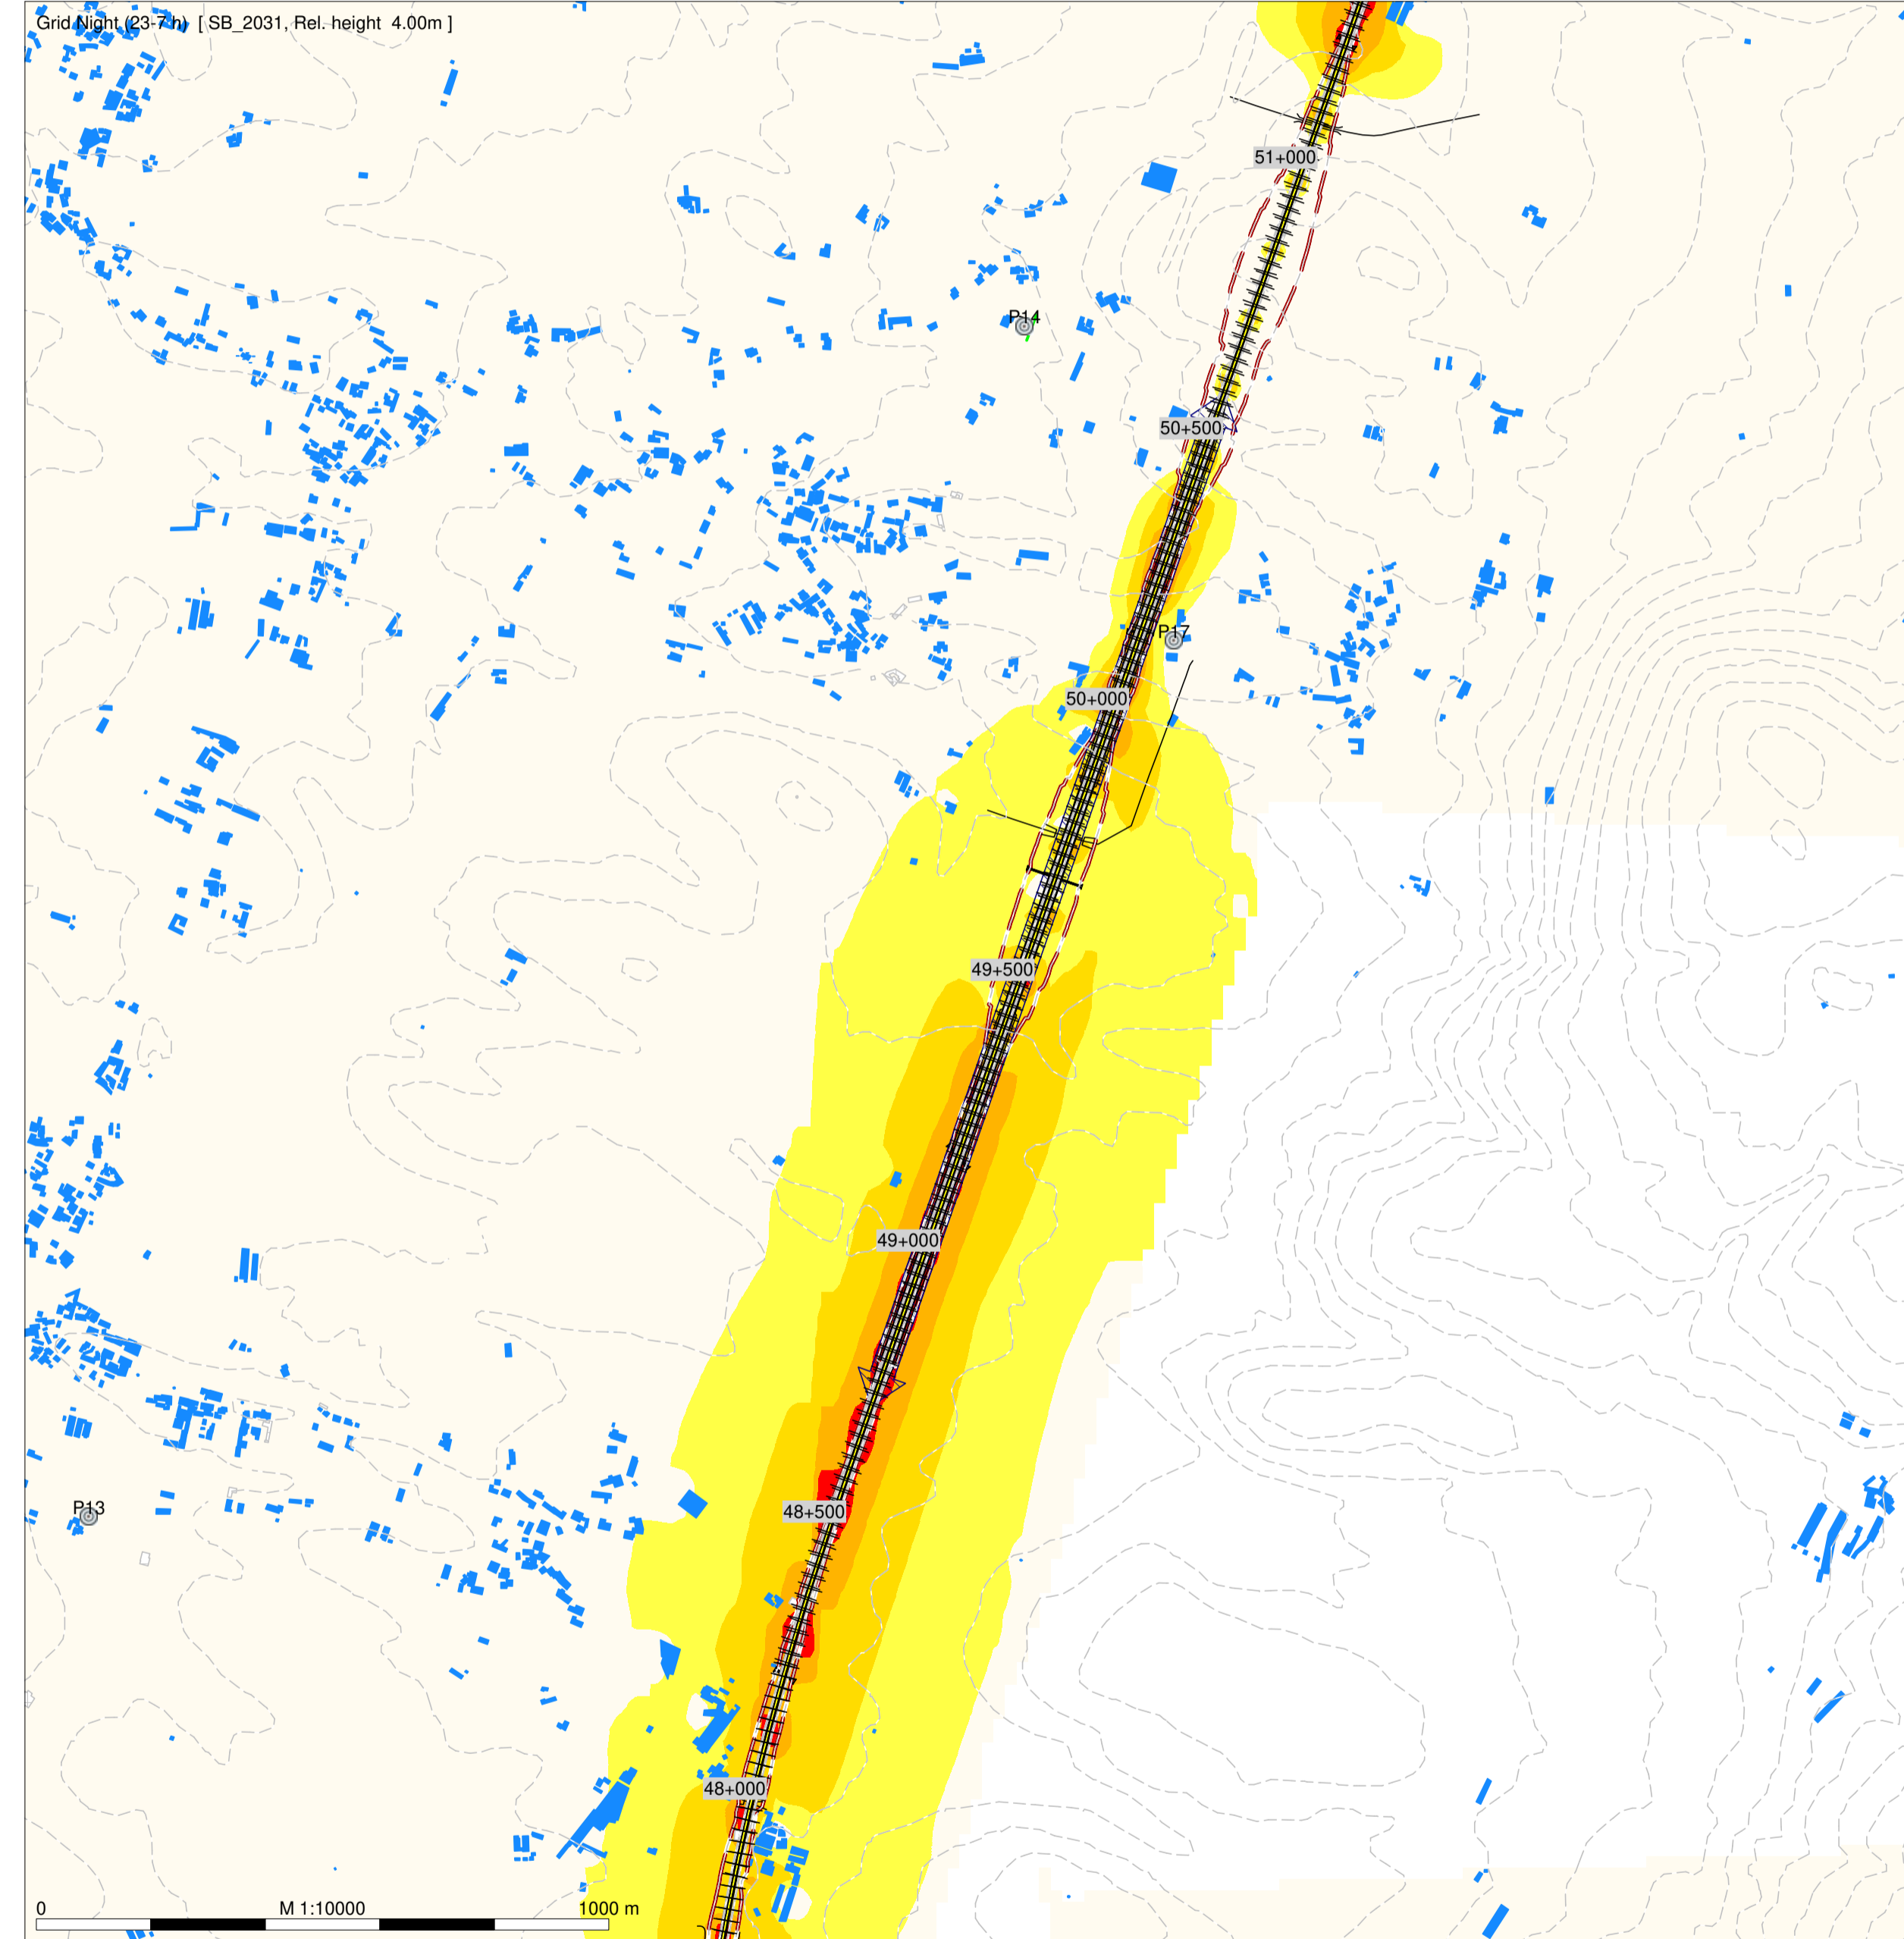 Grid Night (23-7 h)  [ SB_2031, Rel. height  4.00m ]
51+000
P14
50+500
P17
50+000
49+500
49+000
P13
48+500
48+000
0 M 1:10000 1000 m